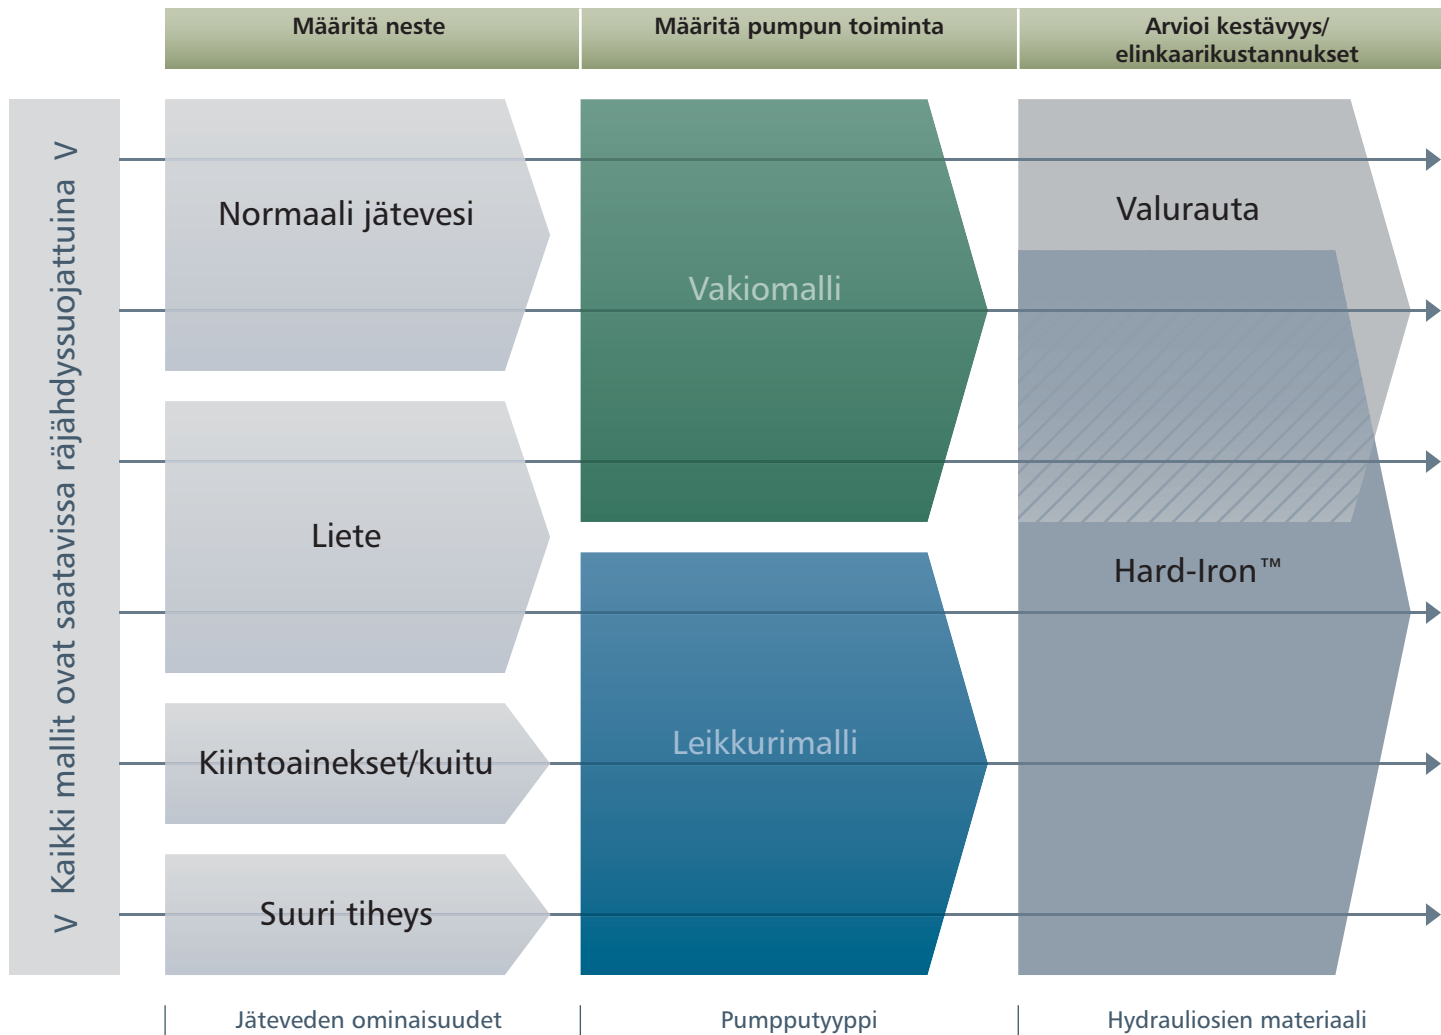 Määritä neste
Määritä pumpun toiminta
Arvioi kestävyys/
elinkaarikustannukset
V Kaikki mallit ovat saatavissa räjähdyssuojattuina V
Normaali jätevesi
Liete
Kiintoainekset/kuitu
Suuri tiheys
Vakiomalli
Leikkurimalli
Valurauta
Hard-Iron™
Jäteveden ominaisuudet
Pumpputyyppi
Hydrauliosien materiaali